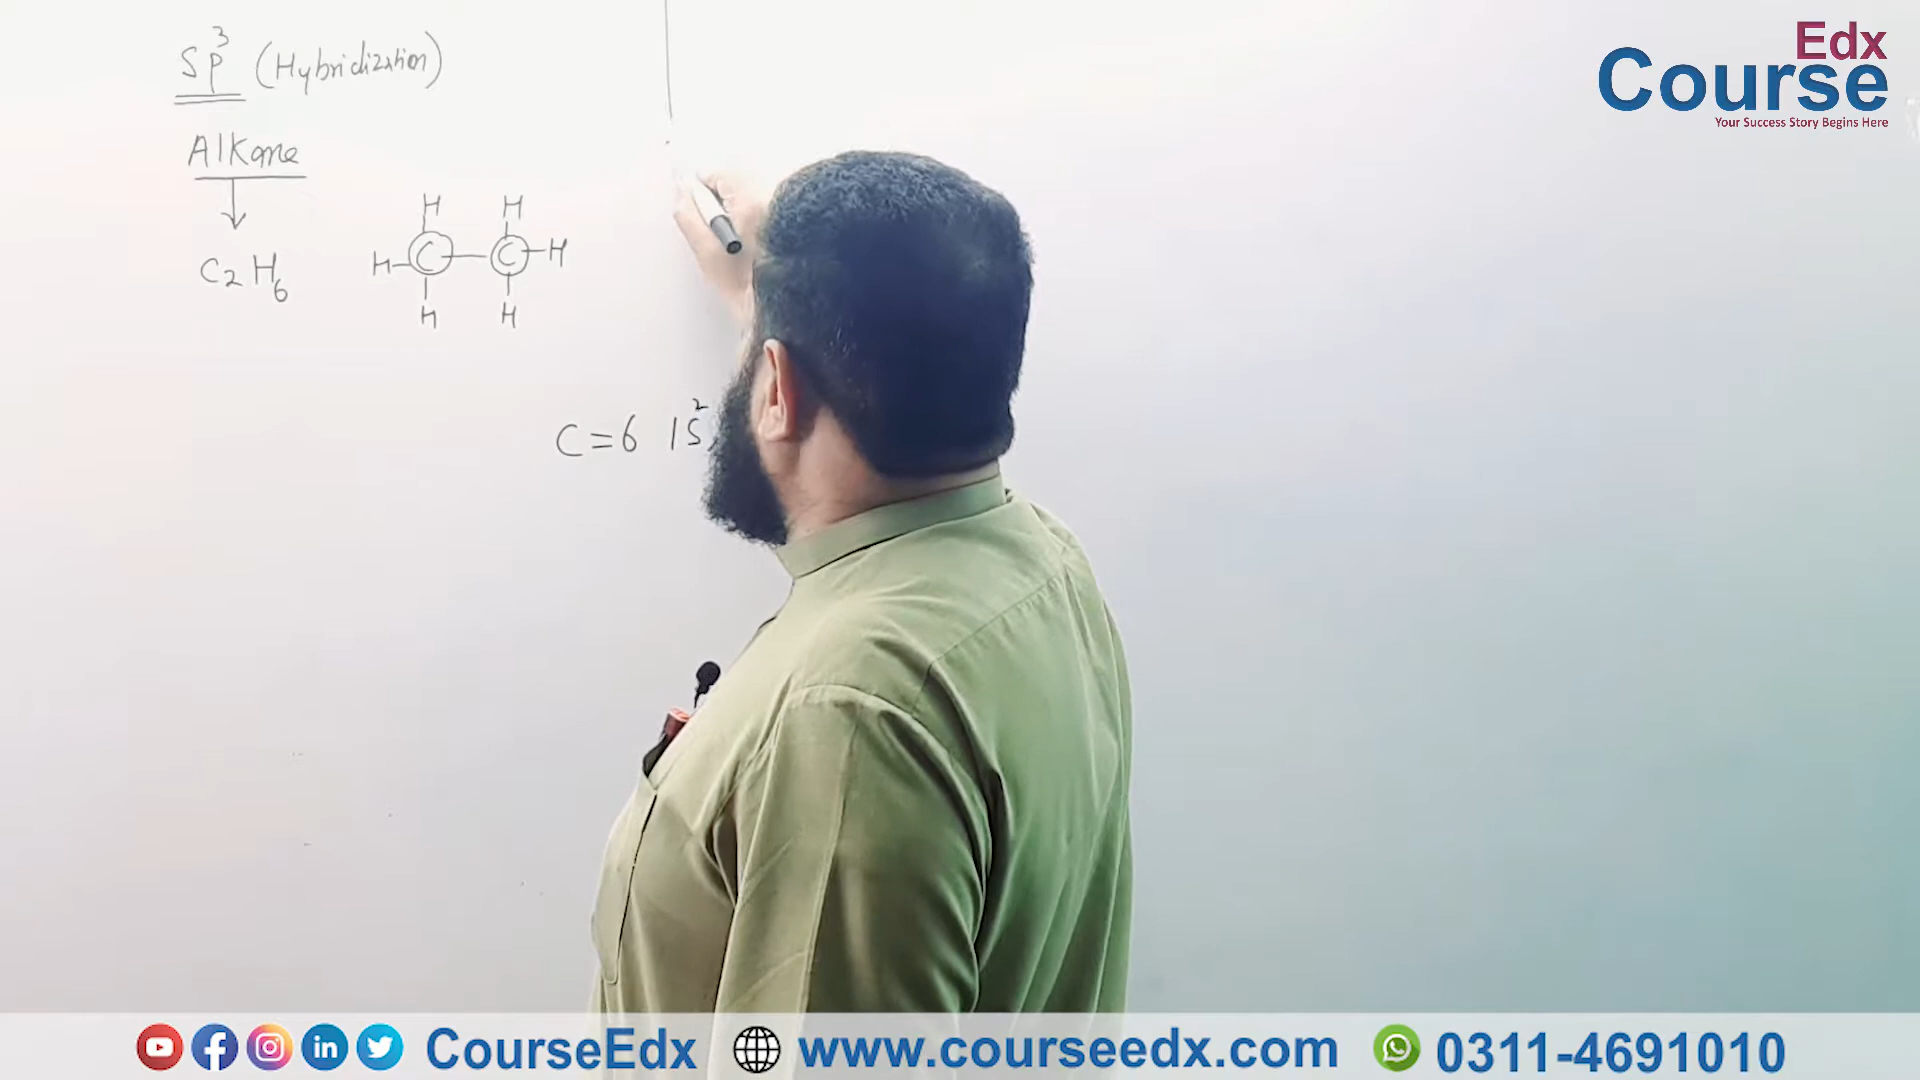 Sp³ (Hybridization)
Alkane
C₂H₆
H H
H-C-C-H
H H
C=6 1S²,
Edx
Course
Your Success Story Begins Here
CourseEdx www.courseedx.com 0311-4691010